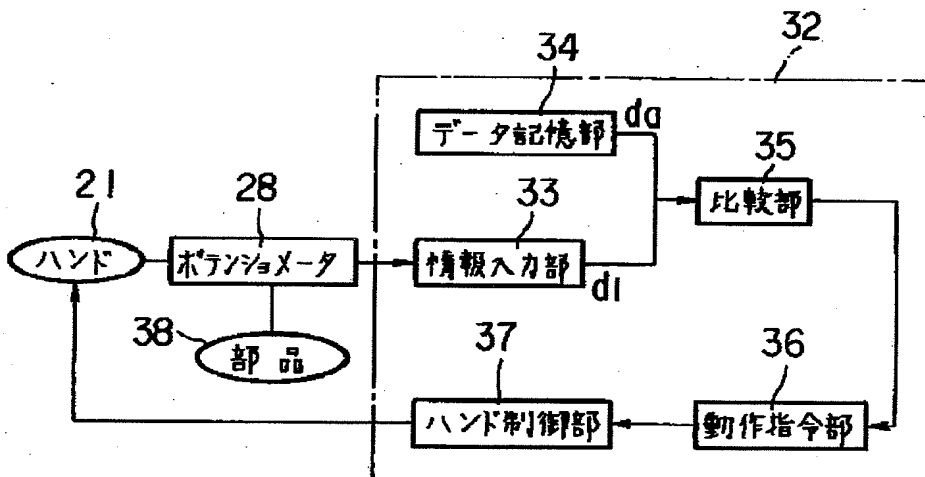 32
34
データ記憶部
da
35
比較部
21
ハンド
28
ポテンショメータ
33
情報入力部
di
38
部品
37
ハンド制御部
36
動作指令部